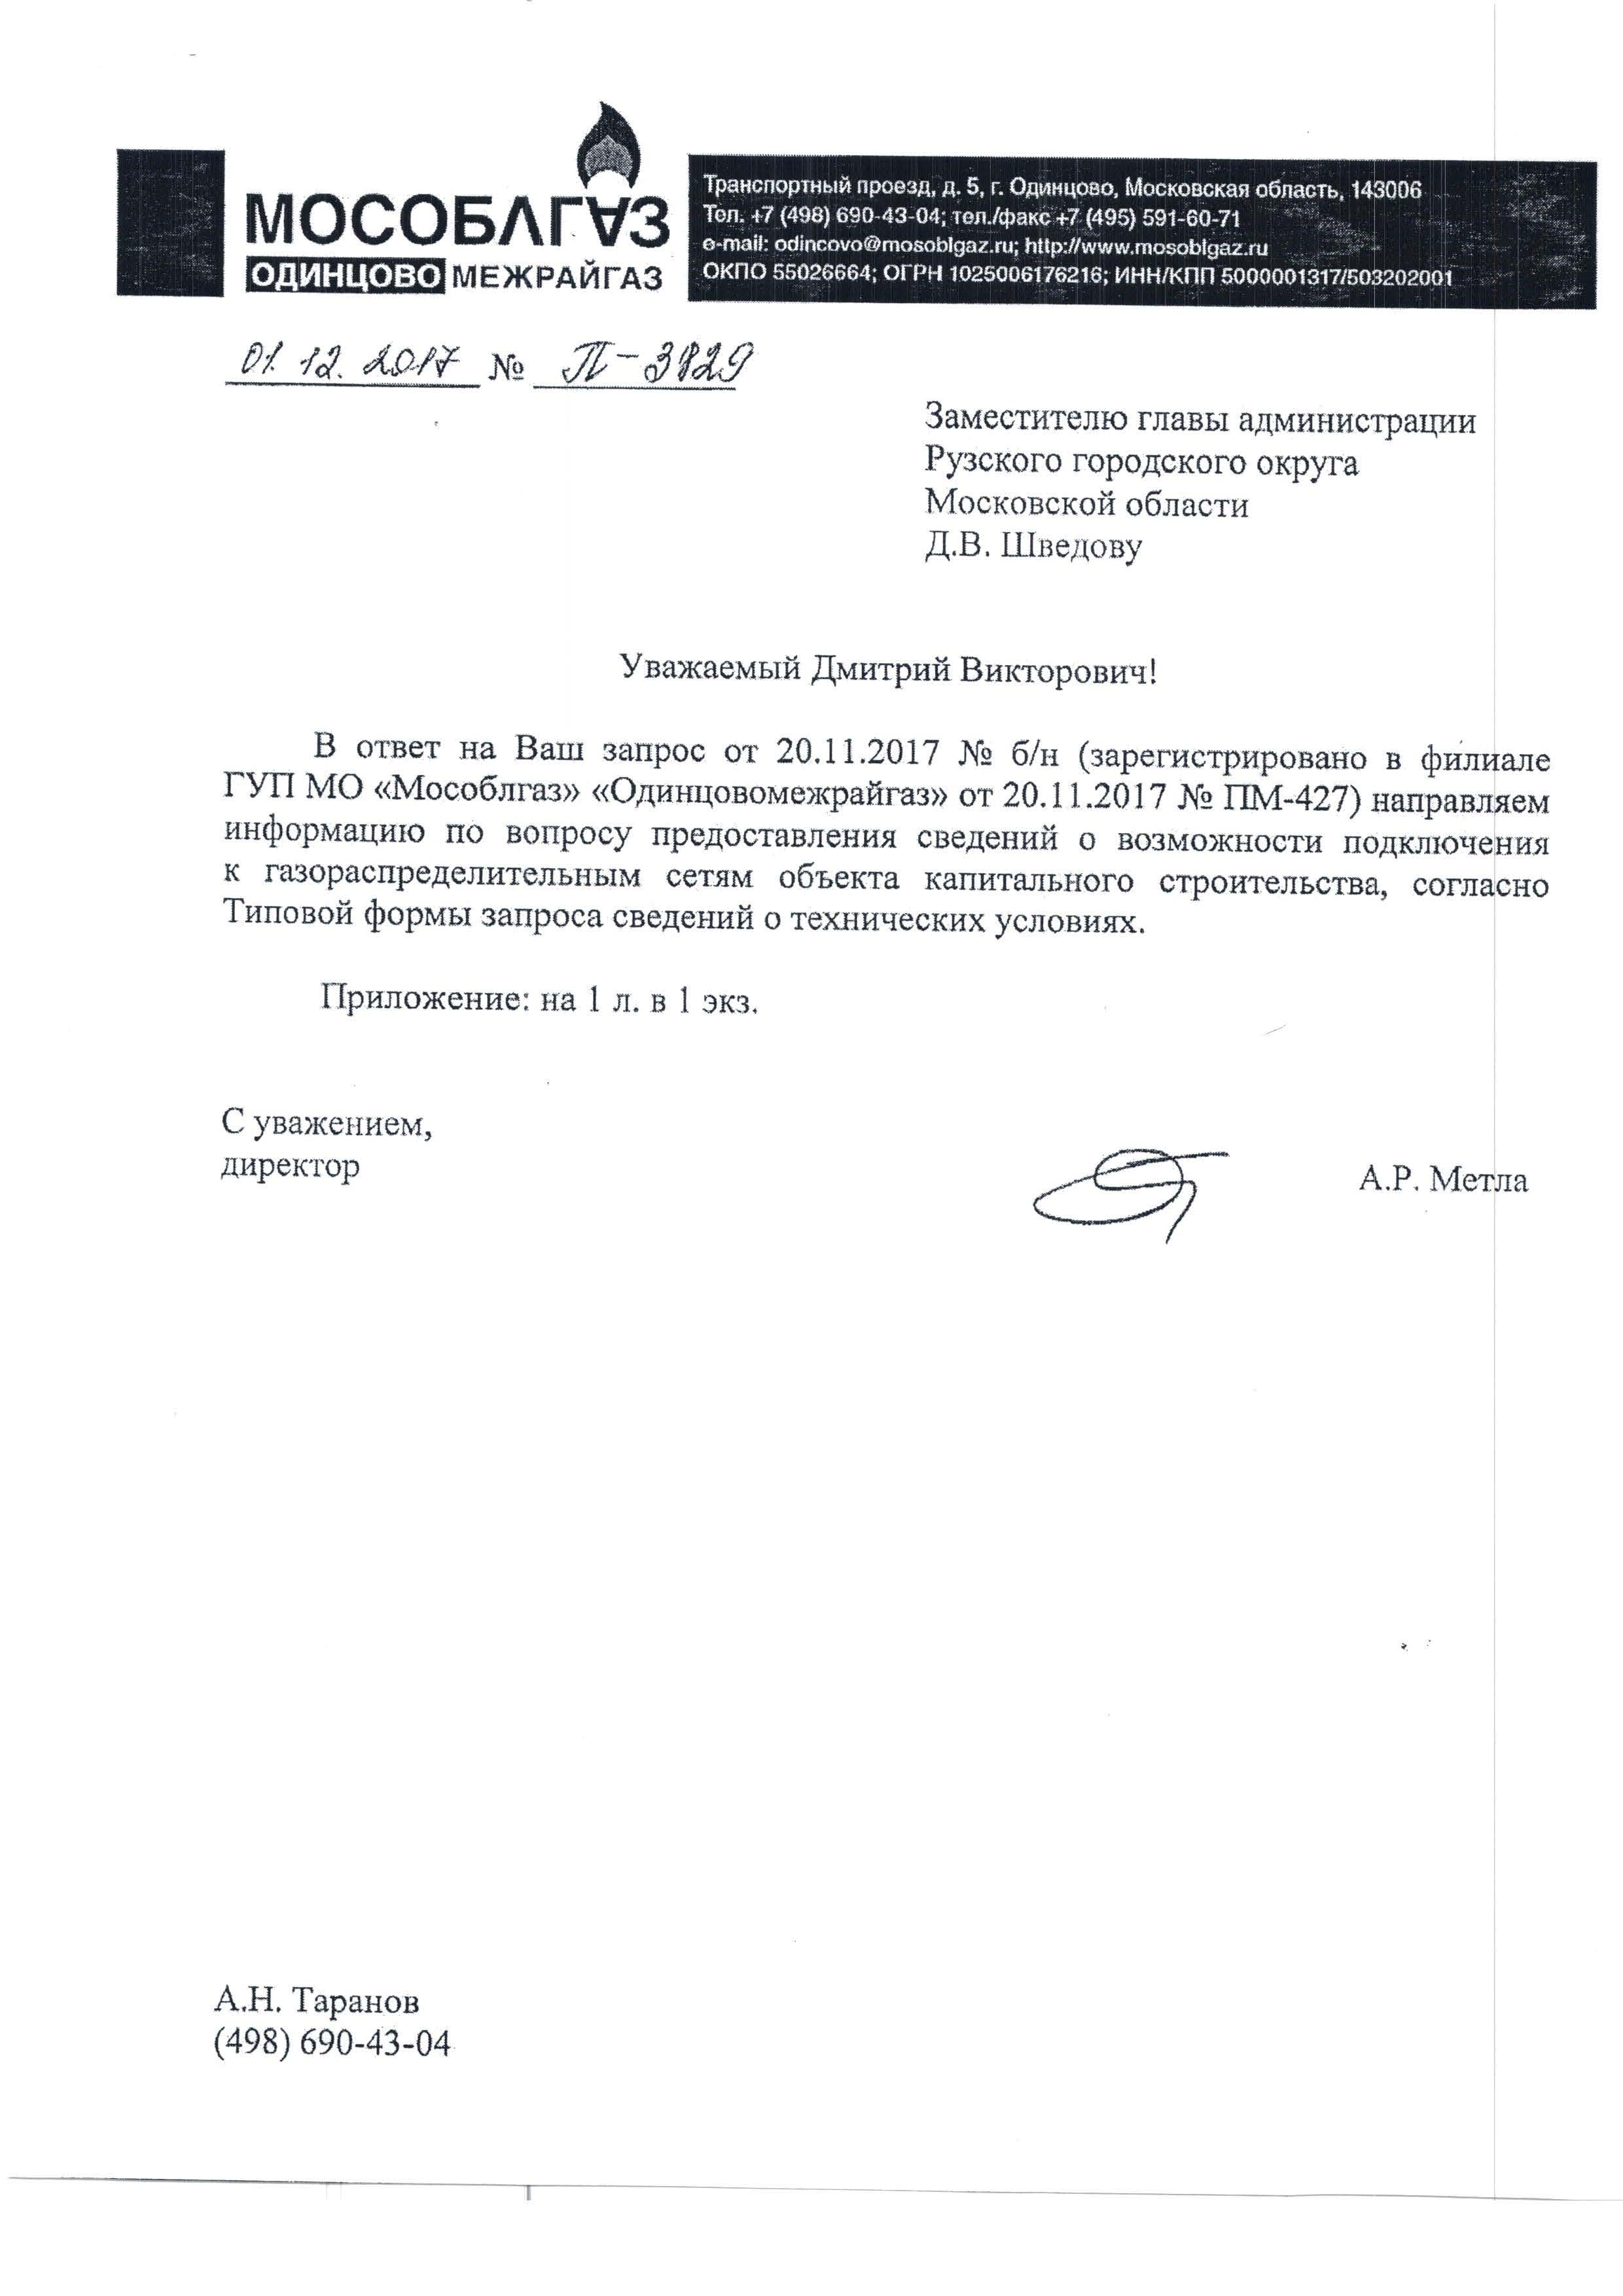 МОСОБЛГАЗ
ОДИНЦОВО МЕЖРАЙГАЗ
Транспортный проезд, д. 5, г. Одинцово, Московская область, 143006
Тел. +7 (498) 690-43-04; тел./факс +7 (495) 591-60-71
e-mail: odincovo@mosoblgaz.ru; http://www.mosoblgaz.ru
ОКПО 55026664; ОГРН 1025006176216; ИНН/КПП 5000001317/503202001
01.12.2017 № П-3829
Заместителю главы администрации
Рузского городского округа
Московской области
Д.В. Шведову
Уважаемый Дмитрий Викторович!
В ответ на Ваш запрос от 20.11.2017 № б/н (зарегистрировано в филиале
ГУП МО «Мособлгаз» «Одинцовомежрайгаз» от 20.11.2017 № ПМ-427) направляем
информацию по вопросу предоставления сведений о возможности подключения
к газораспределительным сетям объекта капитального строительства, согласно
Типовой формы запроса сведений о технических условиях.
Приложение: на 1 л. в 1 экз.
С уважением,
директор
А.Р. Метла
А.Н. Таранов
(498) 690-43-04